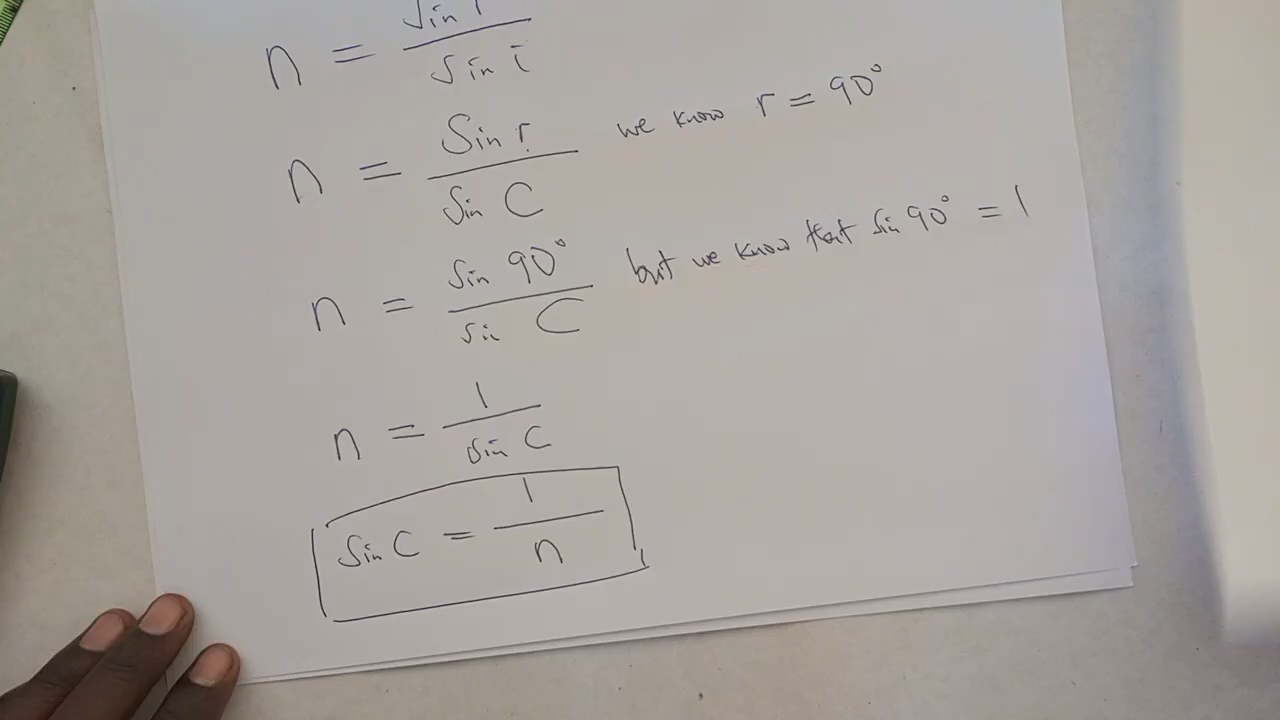 n = sin r / sin i
n = sin r / sin C we know r = 90°
n = sin 90° / sin C but we know that sin 90° = 1
n = 1 / sin C
sin C = 1 / n